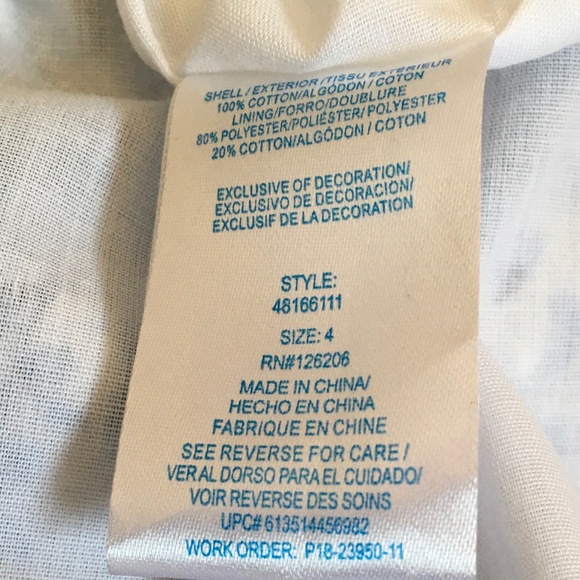 SHELL/EXTERIOR/TISSU EXTÉRIEUR
100% COTTON/ALGÓDON/COTON
LINING/FORRO/DOUBLURE
80% POLYESTER/POLIÉSTER/POLYESTER
20% COTTON/ALGÓDON/COTON
EXCLUSIVE OF DECORATION/
EXCLUSIVO DE DECORACION/
EXCLUSIF DE LA DECORATION
STYLE:
48166111
SIZE: 4
RN#126206
MADE IN CHINA/
HECHO EN CHINA/
FABRIQUE EN CHINE
SEE REVERSE FOR CARE /
VER AL DORSO PARA EL CUIDADO/
VOIR REVERSE DES SOINS
UPC# 613514456982
WORK ORDER: P18-23950-11